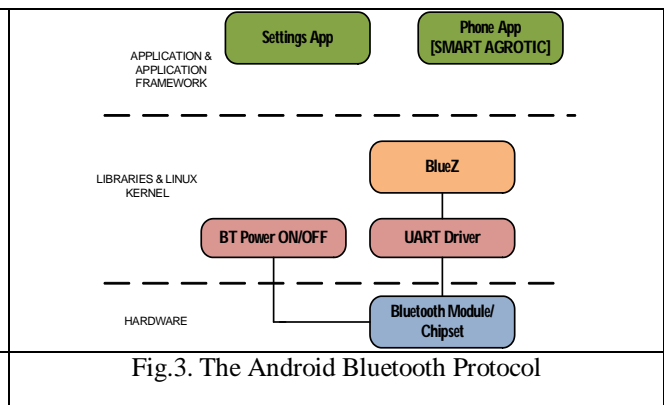 Settings App
Phone App
[SMART AGROTIC]
APPLICATION &
APPLICATION
FRAMEWORK
BlueZ
LIBRARIES & LINUX
KERNEL
BT Power ON/OFF
UART Driver
Bluetooth Module/
Chipset
HARDWARE
Fig.3. The Android Bluetooth Protocol